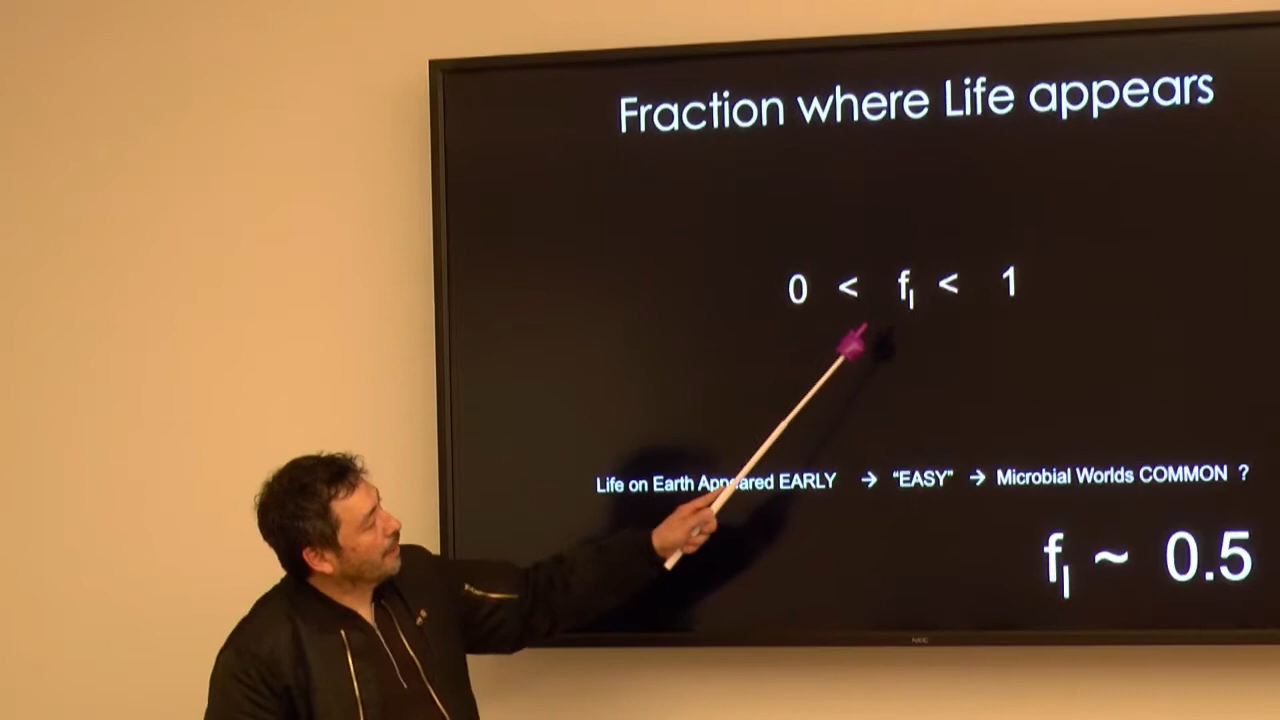 Fraction where Life appears
0 < fl < 1
Life on Earth Appeared EARLY → "EASY" → Microbial Worlds COMMON ?
fl ~ 0.5
NEC